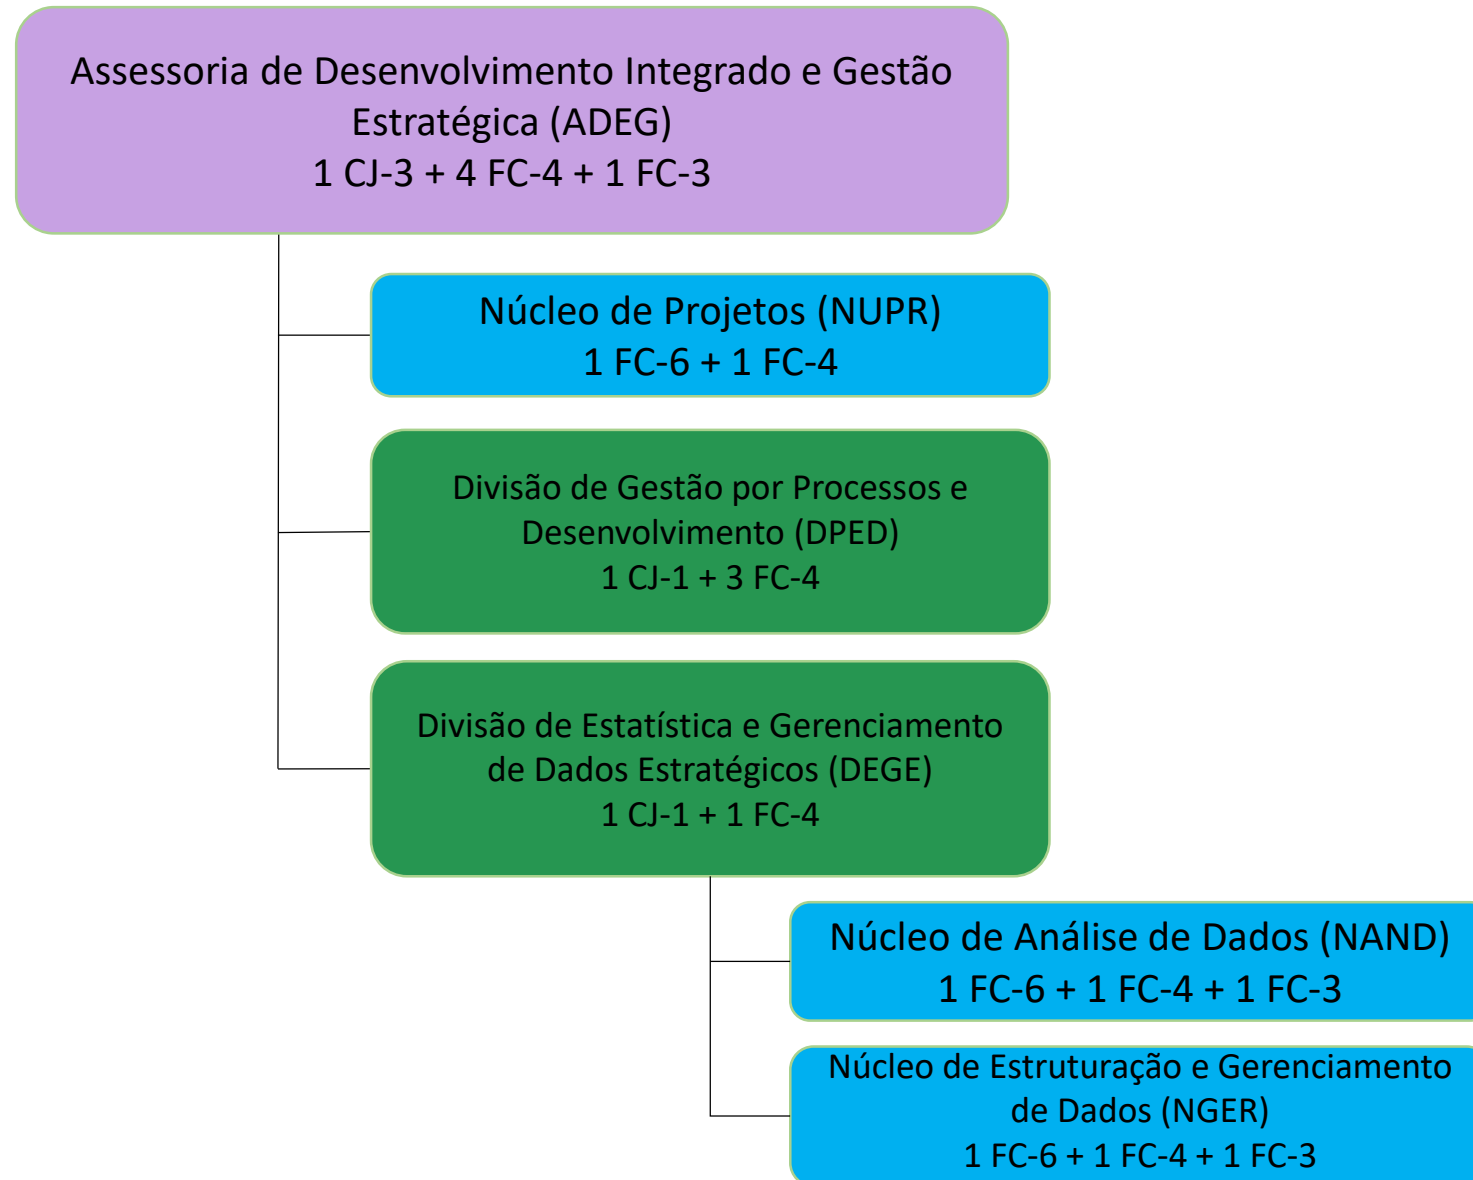 Assessoria de Desenvolvimento Integrado e Gestão
Estratégica (ADEG)
1 CJ-3 + 4 FC-4 + 1 FC-3
Núcleo de Projetos (NUPR)
1 FC-6 + 1 FC-4
Divisão de Gestão por Processos e
Desenvolvimento (DPED)
1 CJ-1 + 3 FC-4
Divisão de Estatística e Gerenciamento
de Dados Estratégicos (DEGE)
1 CJ-1 + 1 FC-4
Núcleo de Análise de Dados (NAND)
1 FC-6 + 1 FC-4 + 1 FC-3
Núcleo de Estruturação e Gerenciamento
de Dados (NGER)
1 FC-6 + 1 FC-4 + 1 FC-3